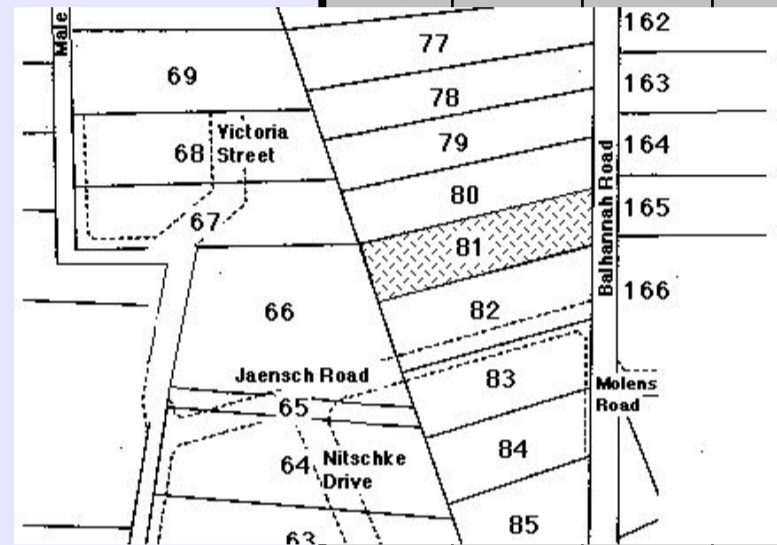 Male
69
77
162
78
163
Victoria
Street
68
79
164
80
165
67
81
Balhannah Road
166
66
82
Jaensch Road
83
Molens
Road
65
84
64
Nitschke
Drive
85
63